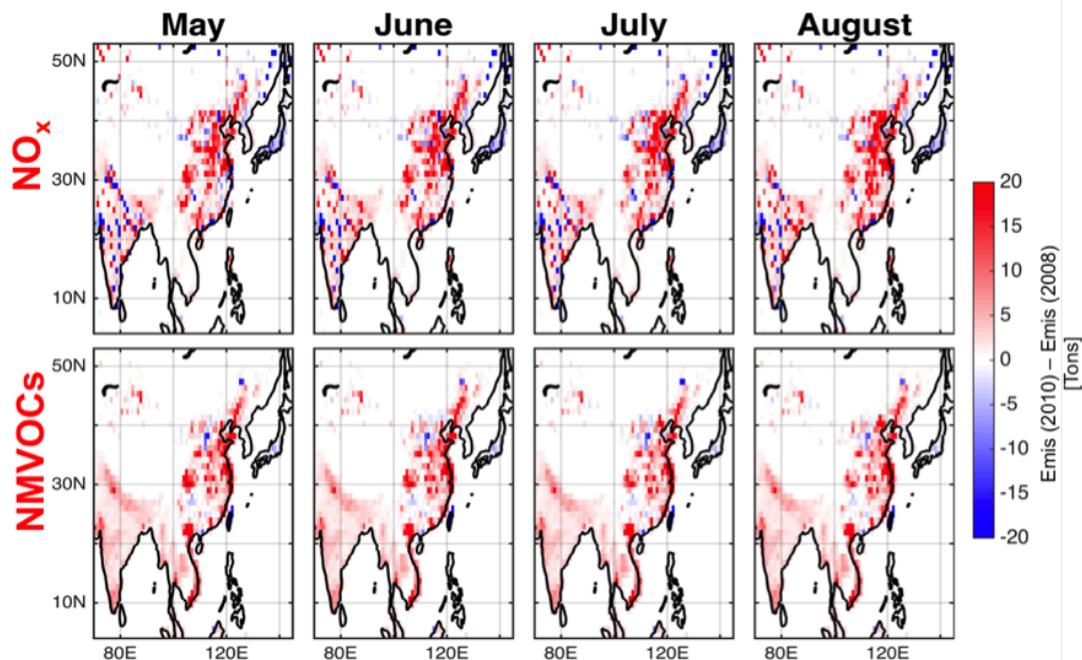 May June July August
NOx
50N
30N
10N
NMVOCs
50N
30N
10N
80E 120E 80E 120E 80E 120E 80E 120E
20
15
10
5
0
-5
-10
-15
-20
Emis (2010) – Emis (2008)
[Tons]